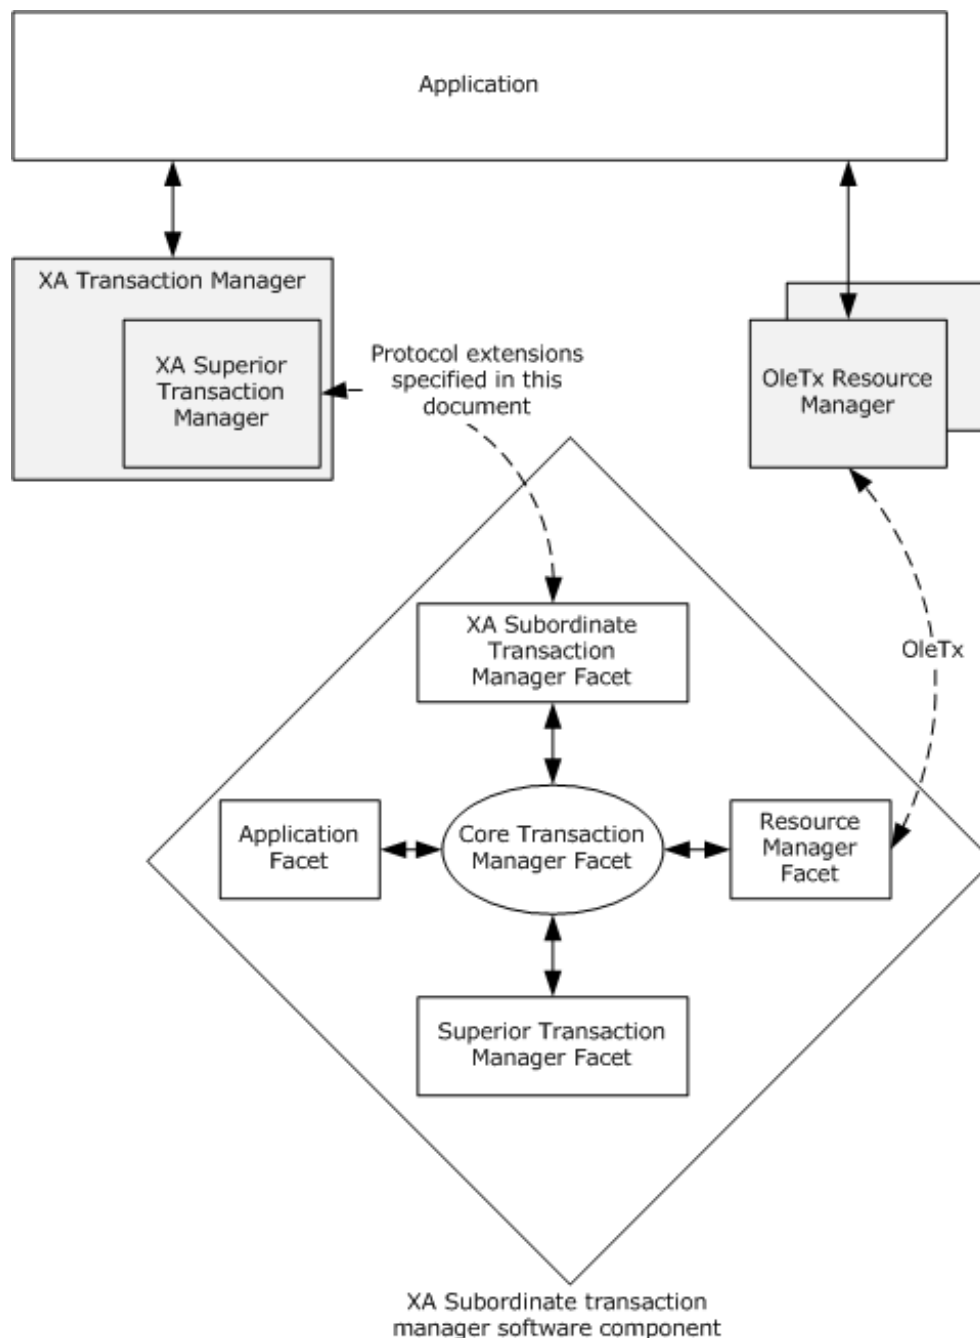 Application
XA Transaction Manager
XA Superior
Transaction
Manager
Protocol extensions
specified in this
document
OleTx Resource
Manager
OleTx
XA Subordinate
Transaction
Manager Facet
Application
Facet
Core Transaction
Manager Facet
Resource
Manager
Facet
Superior Transaction
Manager Facet
XA Subordinate transaction
manager software component